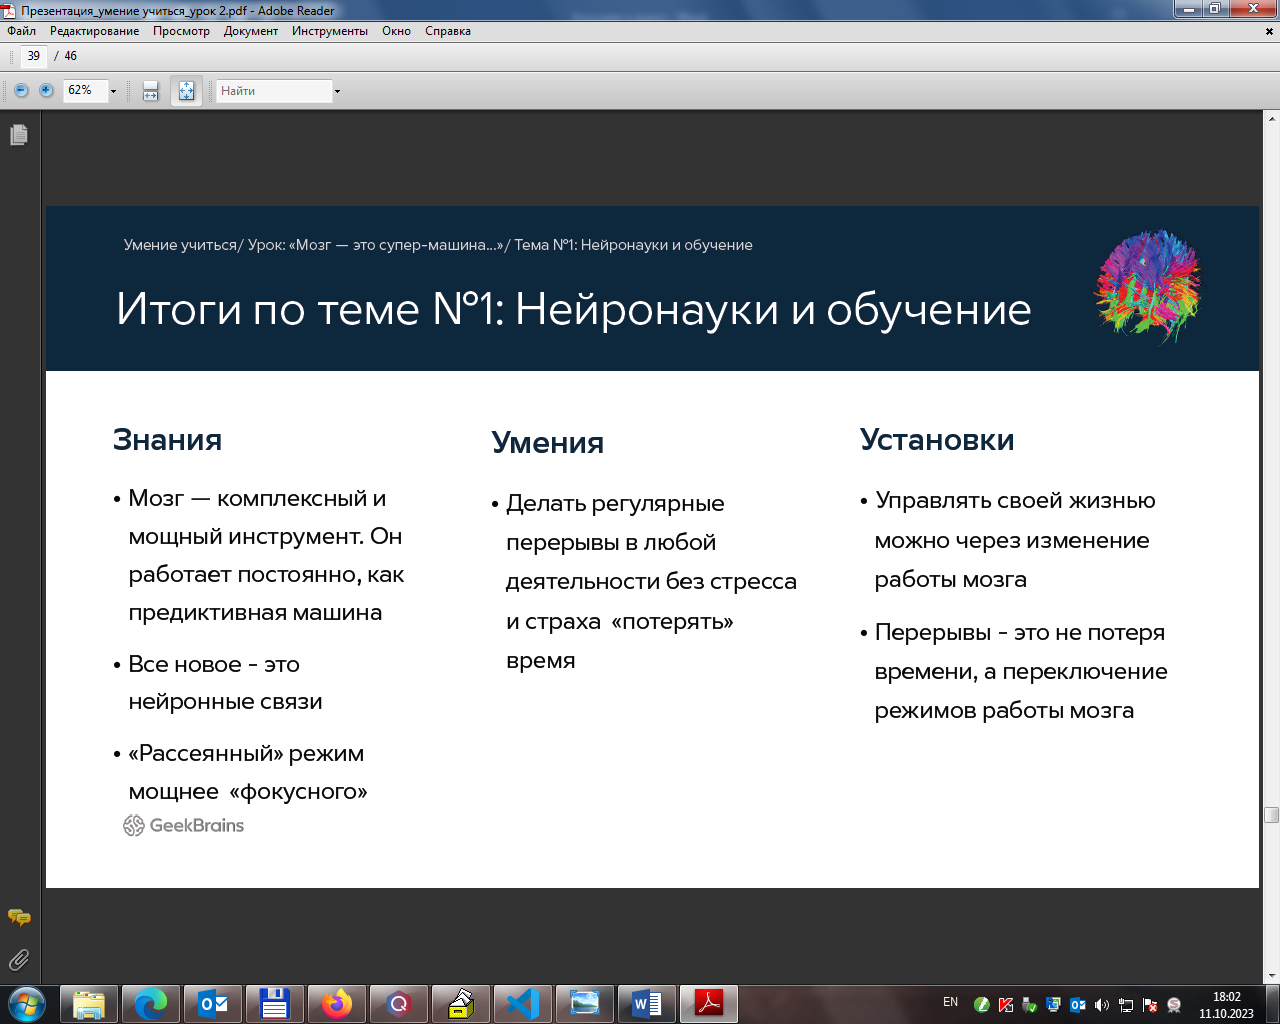 Презентация_умение учиться_урок 2.pdf - Adobe Reader
Файл Редактирование Просмотр Документ Инструменты Окно Справка
39 / 46
62% Найти
Умение учиться/ Урок: «Мозг — это супер-машина...»/ Тема №1: Нейронауки и обучение
Итоги по теме №1: Нейронауки и обучение
Знания
• Мозг — комплексный и
мощный инструмент. Он
работает постоянно, как
предиктивная машина
• Все новое - это
нейронные связи
• «Рассеянный» режим
мощнее «фокусного»
Умения
• Делать регулярные
перерывы в любой
деятельности без стресса
и страха «потерять»
время
Установки
• Управлять своей жизнью
можно через изменение
работы мозга
• Перерывы - это не потеря
времени, а переключение
режимов работы мозга
GeekBrains
EN
18:02
11.10.2023